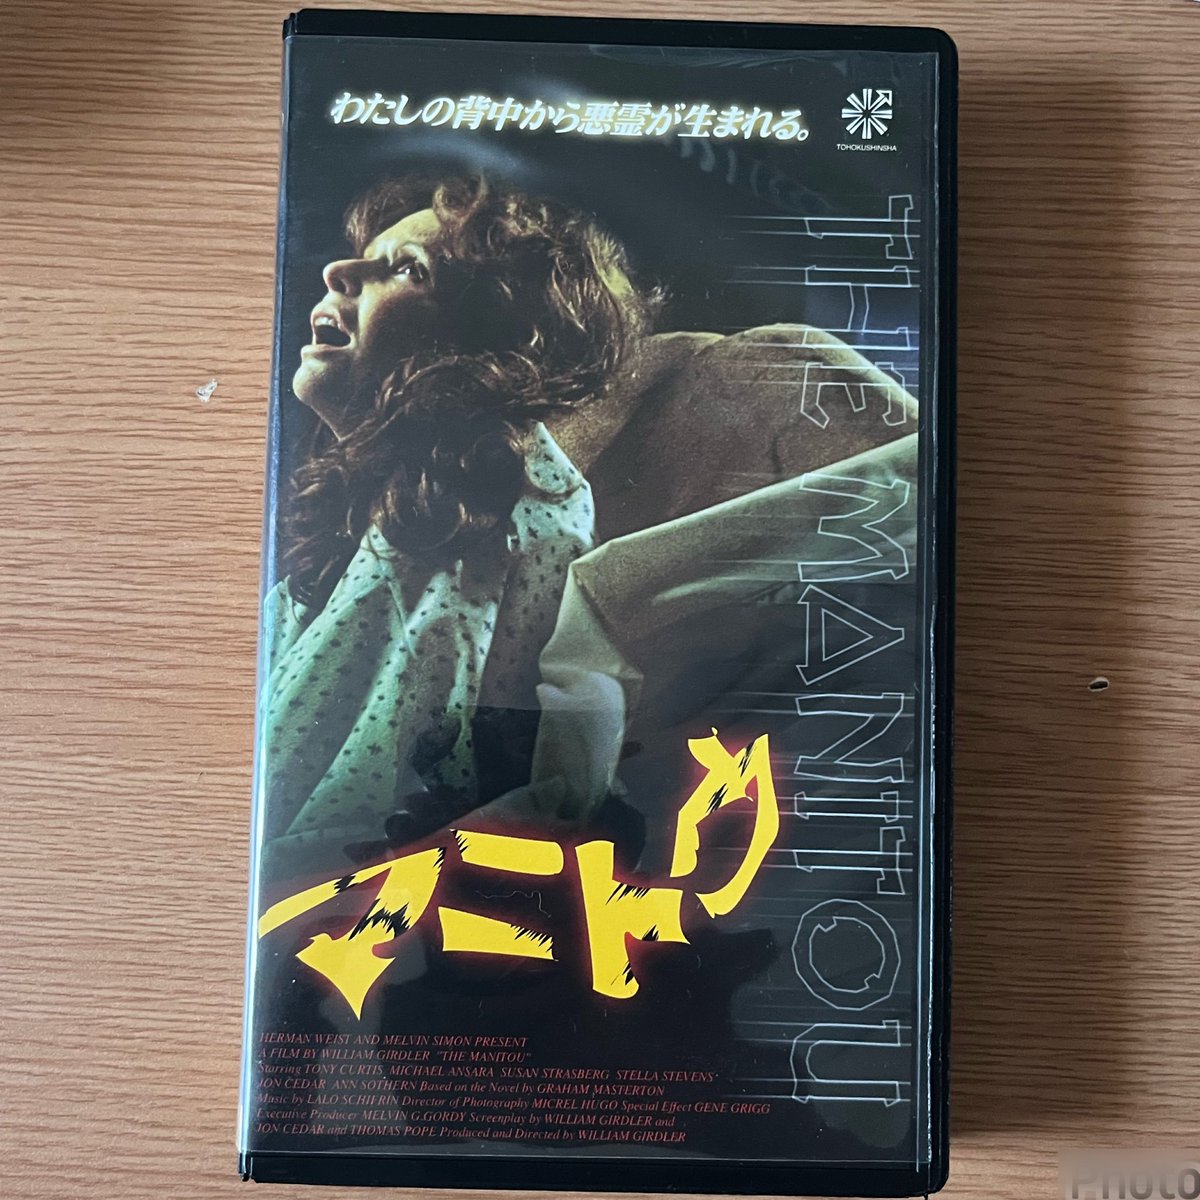 わたしの背中から悪霊が生まれる。
TOHOKUSHINSHA
THE MANITOU
マニトウ
HERMAN WEIST AND MELVIN SIMON PRESENT
A FILM BY WILLIAM GIRDLER "THE MANITOU"
Starring TONY CURTIS MICHAEL ANSARA SUSAN STRASBERG STELLA STEVENS
JON CEDAR ANN SOTHERN Based on the Novel by GRAHAM MASTERTON
Music by LALO SCHIFRIN Director of Photography MICREL HUGO Special Effect GENE GRIGG
Executive Producer MELVIN G.GORDY Screenplay by WILLIAM GIRDLER and
JON CEDAR and THOMAS POPE Produced and Directed by WILLIAM GIRDLER
Photo